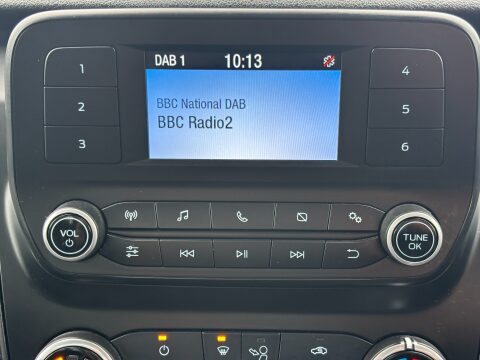 DAB 1 10:13
BBC National DAB
BBC Radio2
1
2
3
4
5
6
VOL
TUNE
OK